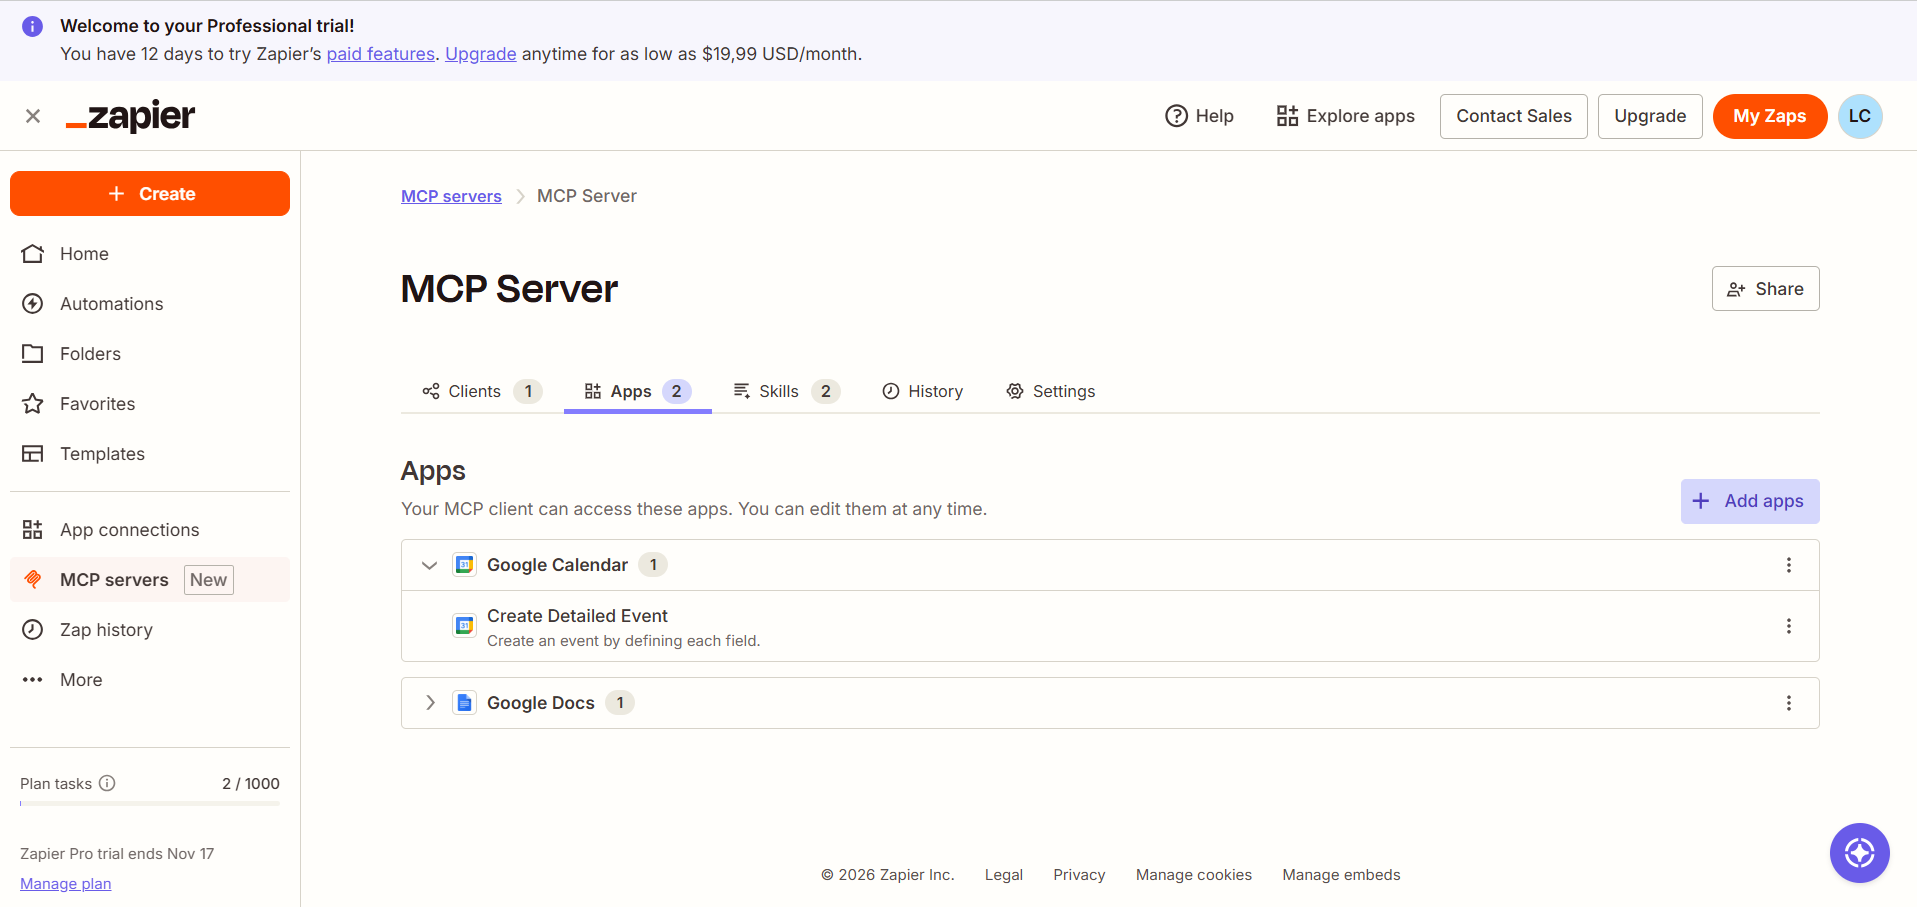 Welcome to your Professional trial!
You have 12 days to try Zapier’s paid features. Upgrade anytime for as low as $19,99 USD/month.
zapier
Help
Explore apps
Contact Sales
Upgrade
My Zaps
LC
Create
Home
Automations
Folders
Favorites
Templates
App connections
MCP servers New
Zap history
More
Plan tasks 2 / 1000
Zapier Pro trial ends Nov 17
Manage plan
MCP servers MCP Server
MCP Server
Share
Clients 1
Apps 2
Skills 2
History
Settings
Apps
Your MCP client can access these apps. You can edit them at any time.
Add apps
31
Google Calendar 1
31
Create Detailed Event
Create an event by defining each field.
Google Docs 1
© 2026 Zapier Inc. Legal Privacy Manage cookies Manage embeds